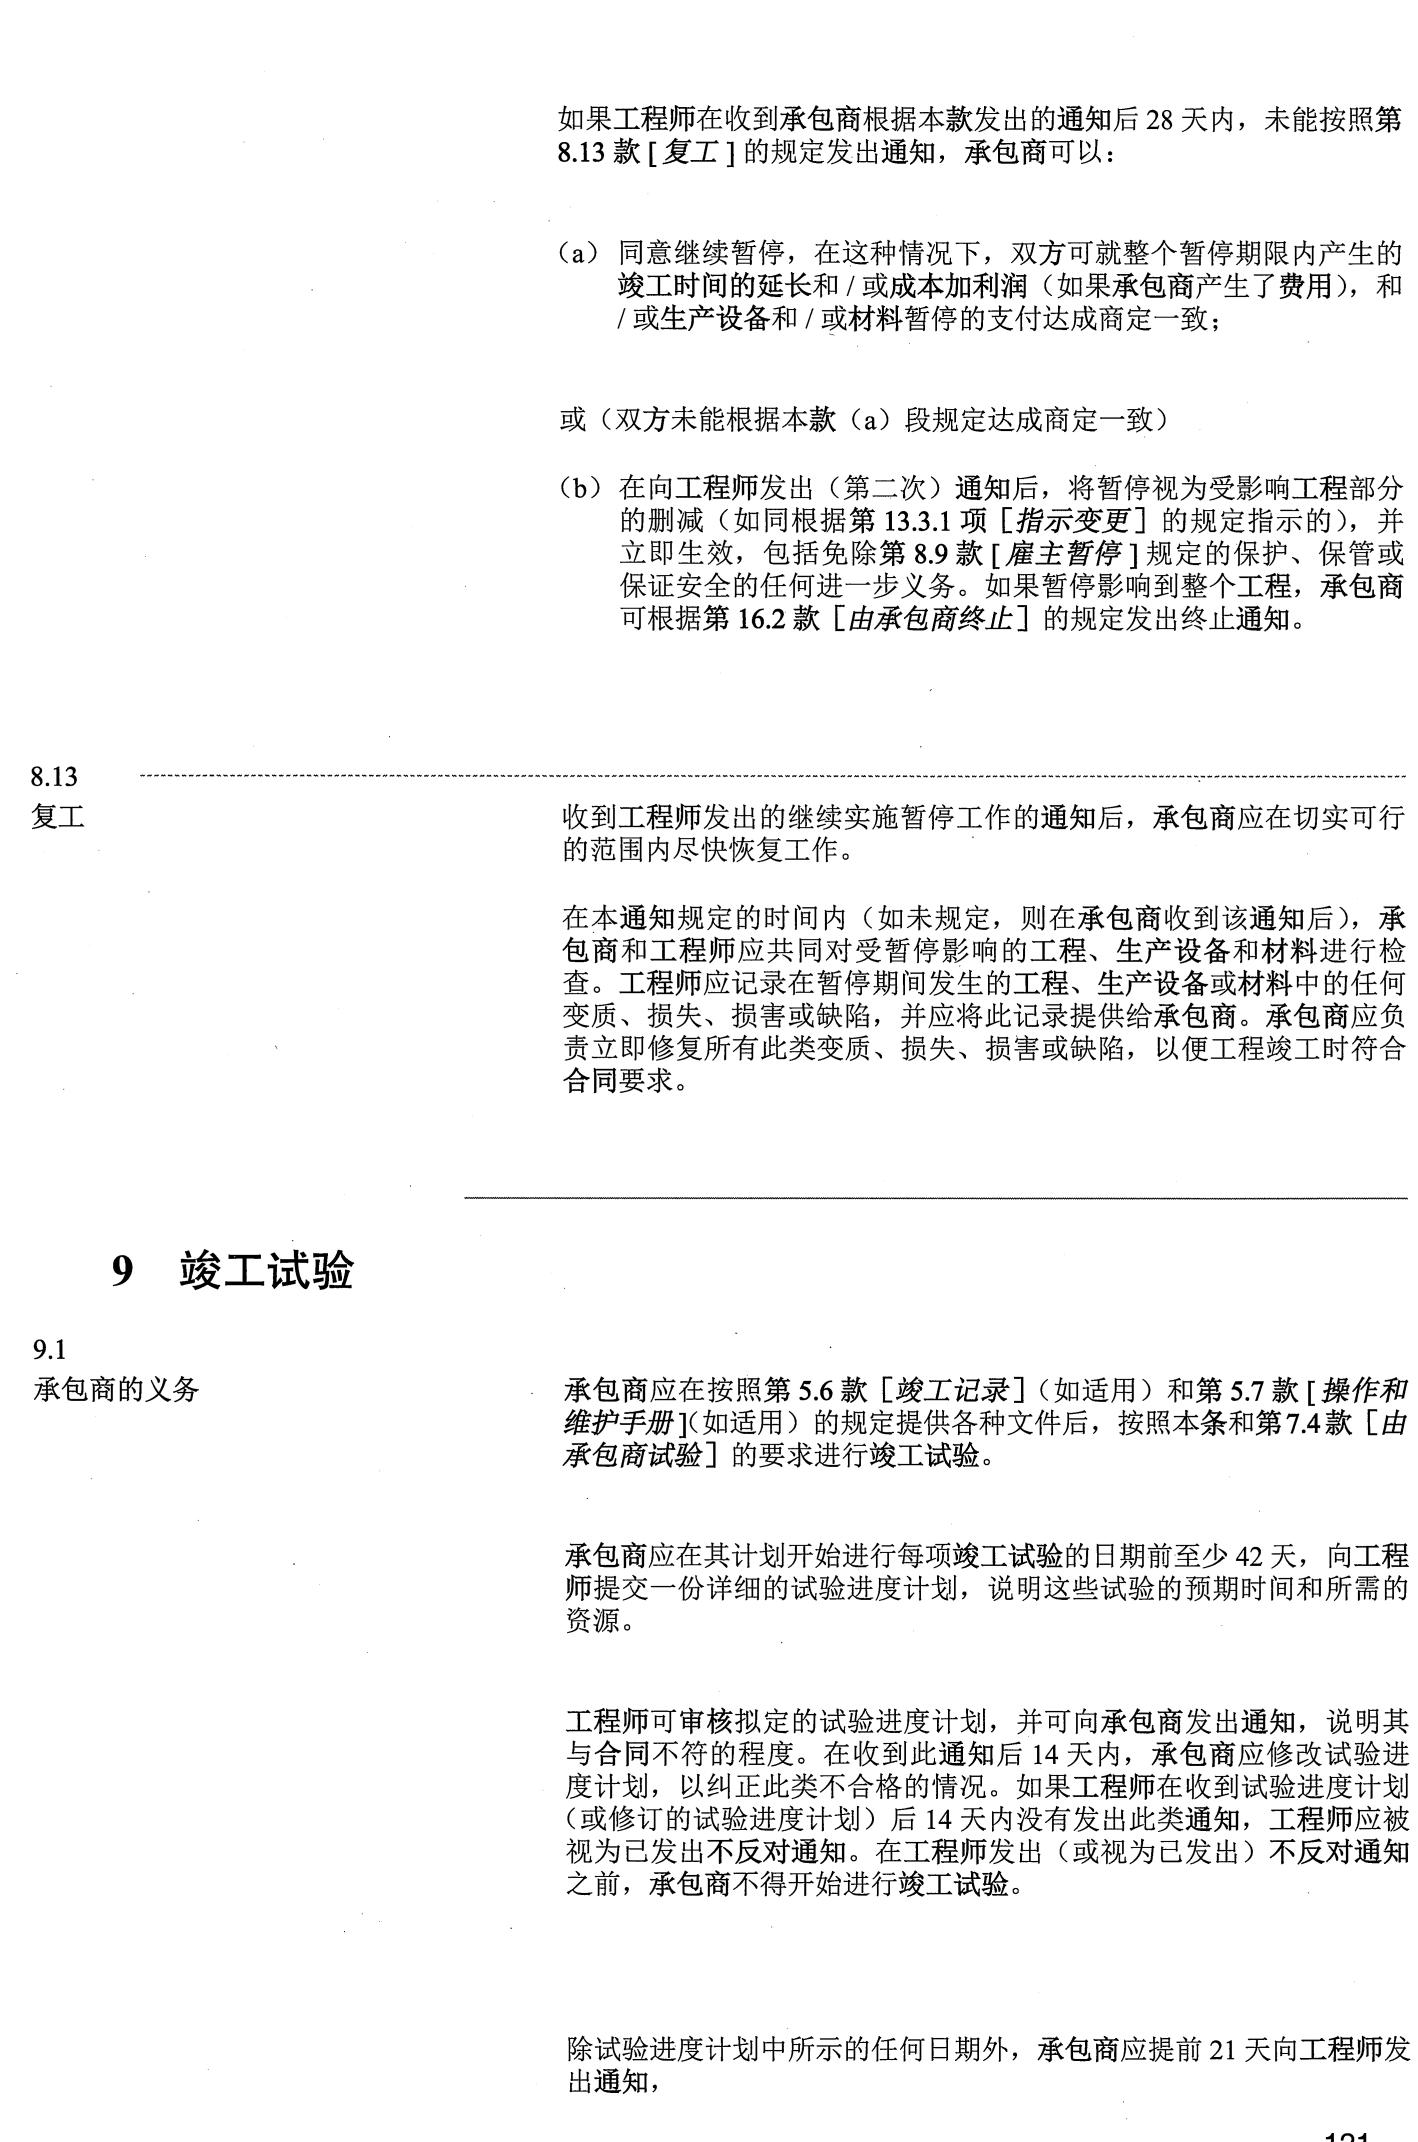 如果工程师在收到承包商根据本款发出的通知后 28 天内，未能按照第
8.13 款 [ 复工 ] 的规定发出通知，承包商可以：
（a） 同意继续暂停，在这种情况下，双方可就整个暂停期限内产生的
竣工时间的延长和 / 或成本加利润（如果承包商产生了费用），和
/ 或生产设备和 / 或材料暂停的支付达成商定一致；
或（双方未能根据本款（a）段规定达成商定一致）
（b） 在向工程师发出（第二次）通知后，将暂停视为受影响工程部分
的删减（如同根据第 13.3.1 项［指示变更］的规定指示的），并
立即生效，包括免除第 8.9 款 [ 雇主暂停 ] 规定的保护、保管或
保证安全的任何进一步义务。如果暂停影响到整个工程，承包商
可根据第 16.2 款［由承包商终止］的规定发出终止通知。
8.13
复工
收到工程师发出的继续实施暂停工作的通知后，承包商应在切实可行
的范围内尽快恢复工作。
在本通知规定的时间内（如未规定，则在承包商收到该通知后），承
包商和工程师应共同对受暂停影响的工程、生产设备和材料进行检
查。工程师应记录在暂停期间发生的工程、生产设备或材料中的任何
变质、损失、损害或缺陷，并应将此记录提供给承包商。承包商应负
责立即修复所有此类变质、损失、损害或缺陷，以便工程竣工时符合
合同要求。
9 竣工试验
9.1
承包商的义务
承包商应在按照第 5.6 款［竣工记录］（如适用）和第 5.7 款 [ 操作和
维护手册 ]（如适用）的规定提供各种文件后，按照本条和第 7.4 款［由
承包商试验］的要求进行竣工试验。
承包商应在其计划开始进行每项竣工试验的日期前至少 42 天，向工程
师提交一份详细的试验进度计划，说明这些试验的预期时间和所需的
资源。
工程师可审核拟定的试验进度计划，并可向承包商发出通知，说明其
与合同不符的程度。在收到此通知后 14 天内，承包商应修改试验进
度计划，以纠正此类不合格的情况。如果工程师在收到试验进度计划
（或修订的试验进度计划）后 14 天内没有发出此类通知，工程师应被
视为已发出不反对通知。在工程师发出（或视为已发出）不反对通知
之前，承包商不得开始进行竣工试验。
除试验进度计划中所示的任何日期外，承包商应提前 21 天向工程师发
出通知，